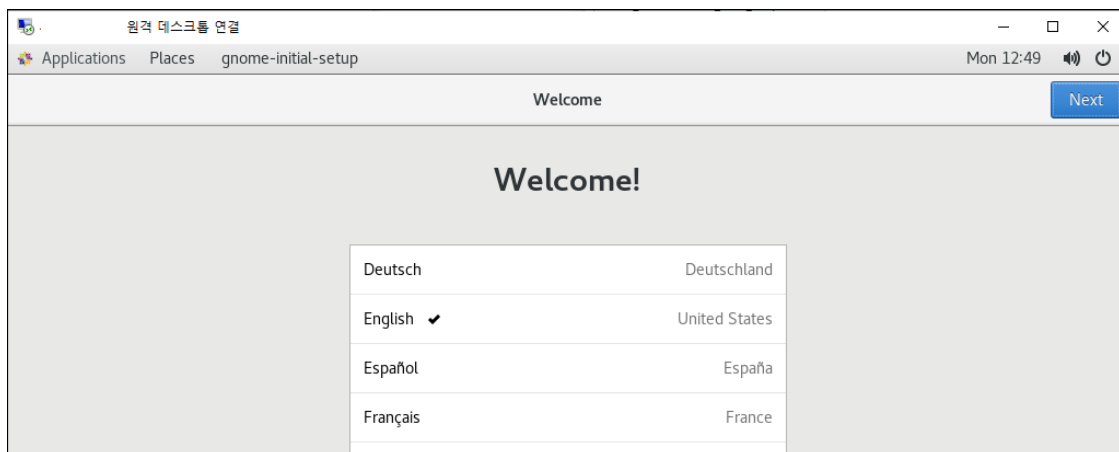 원격 데스크톱 연결
Applications Places gnome-initial-setup Mon 12:49
Welcome Next
Welcome!
Deutsch Deutschland
English United States
Español España
Français France